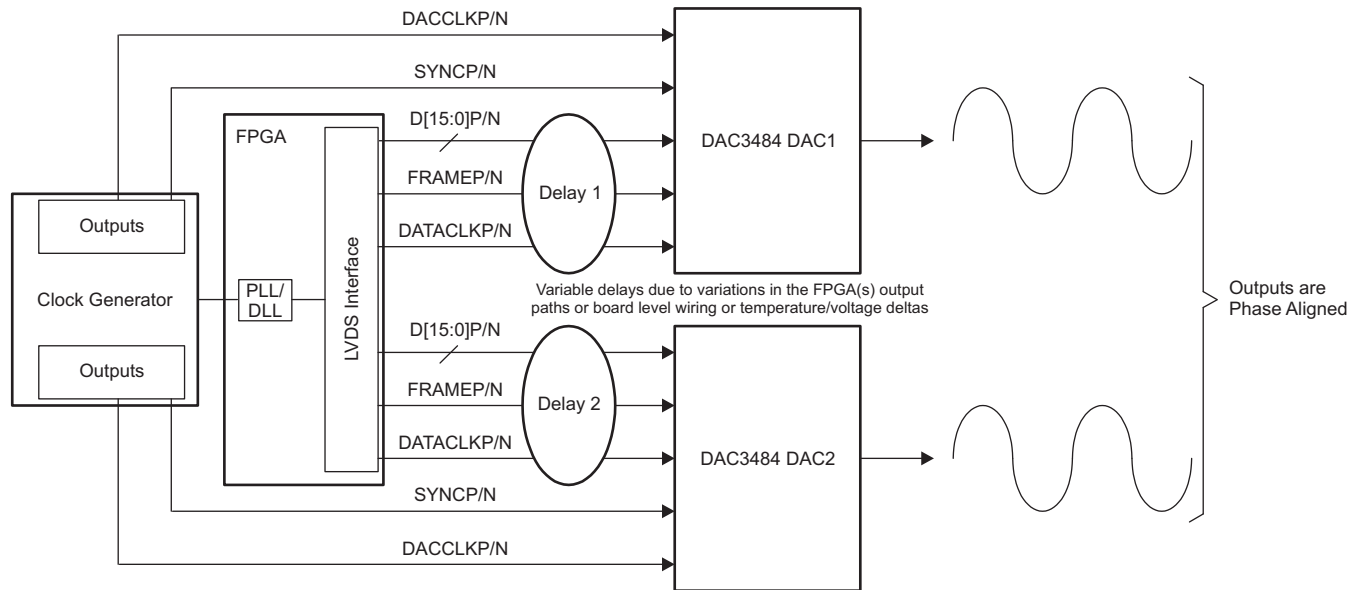 DACCLKP/N
SYNCP/N
D[15:0]P/N
FPGA
DAC3484 DAC1
FRAMEP/N
Delay 1
Outputs
DATACLKP/N
LVDS Interface
Clock Generator
PLL/
DLL
Variable delays due to variations in the FPGA(s) output
paths or board level wiring or temperature/voltage deltas
Outputs are
Phase Aligned
D[15:0]P/N
Outputs
FRAMEP/N
Delay 2
DATACLKP/N
DAC3484 DAC2
SYNCP/N
DACCLKP/N